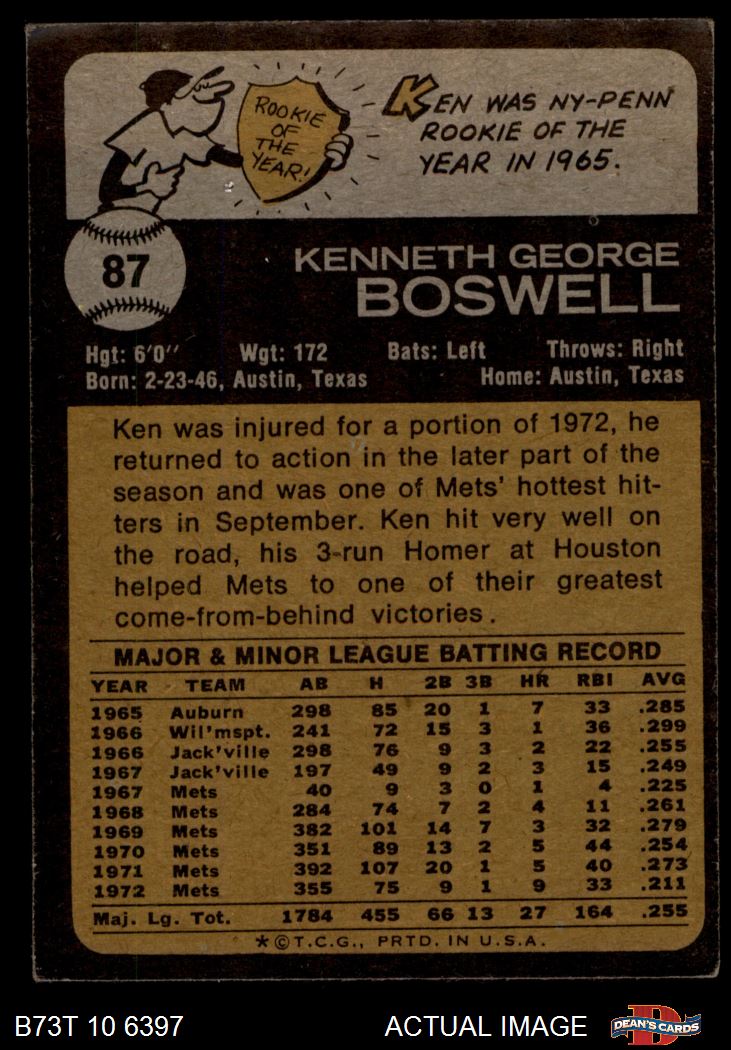 ROOKIE
OF
THE
YEAR!
KEN WAS NY-PENN
ROOKIE OF THE
YEAR IN 1965.
87
KENNETH GEORGE
BOSWELL
Hgt: 6'0" Wgt: 172 Bats: Left Throws: Right
Born: 2-23-46, Austin, Texas Home: Austin, Texas
Ken was injured for a portion of 1972, he
returned to action in the later part of the
season and was one of Mets' hottest hit-
ters in September. Ken hit very well on
the road, his 3-run Homer at Houston
helped Mets to one of their greatest
come-from-behind victories.
MAJOR & MINOR LEAGUE BATTING RECORD
YEAR TEAM AB H 2B 3B HR RBI AVG
1965 Auburn 298 85 20 1 7 33 .285
1966 Wil'mspt. 241 72 15 3 1 36 .299
1966 Jack'ville 298 76 9 3 2 22 .255
1967 Jack'ville 197 49 9 2 3 15 .249
1967 Mets 40 9 3 0 1 4 .225
1968 Mets 284 74 7 2 4 11 .261
1969 Mets 382 101 14 7 3 32 .279
1970 Mets 351 89 13 2 5 44 .254
1971 Mets 392 107 20 1 5 40 .273
1972 Mets 355 75 9 1 9 33 .211
Maj. Lg. Tot. 1784 455 66 13 27 164 .255
*©T.C.G., PRTD. IN U.S.A.
B73T 10 6397 ACTUAL IMAGE DEAN'S CARDS